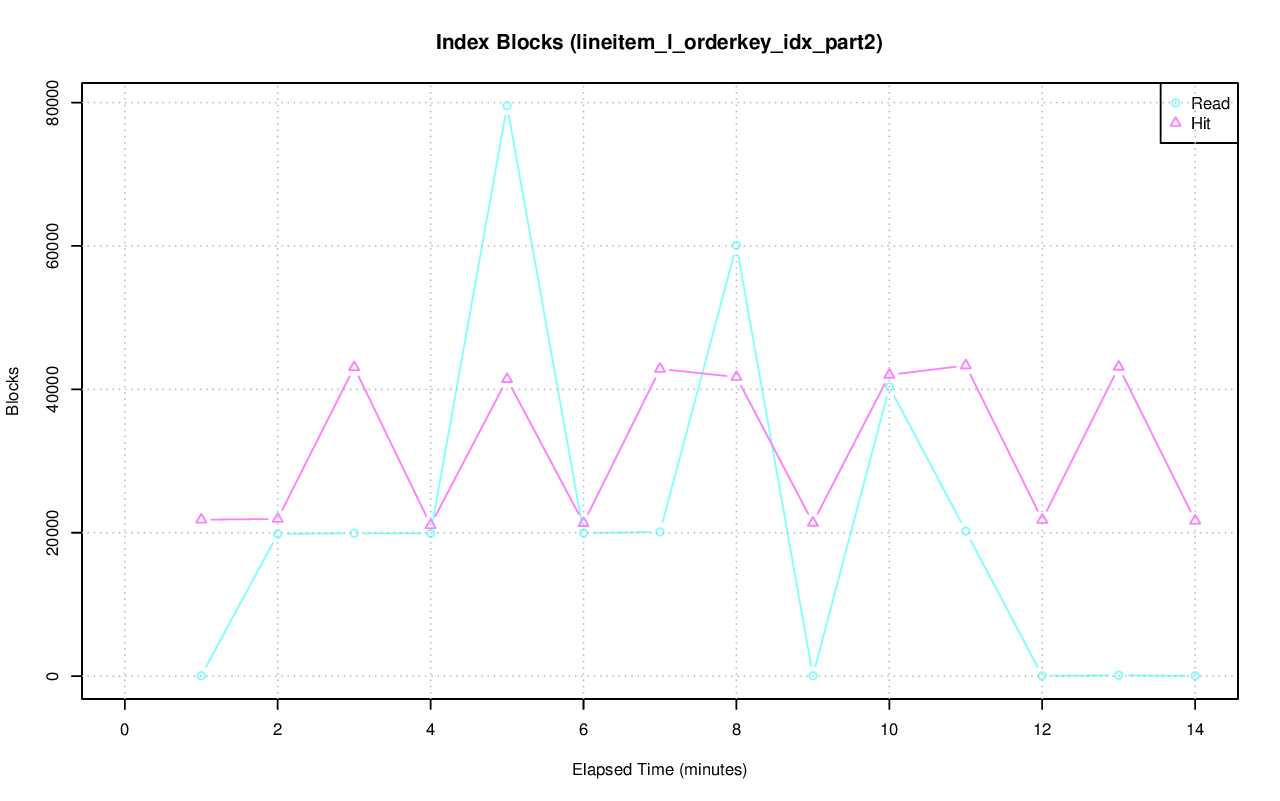 Index Blocks (lineitem_l_orderkey_idx_part2)
Read
Hit
Blocks
80000
60000
40000
20000
0
0 2 4 6 8 10 12 14
Elapsed Time (minutes)